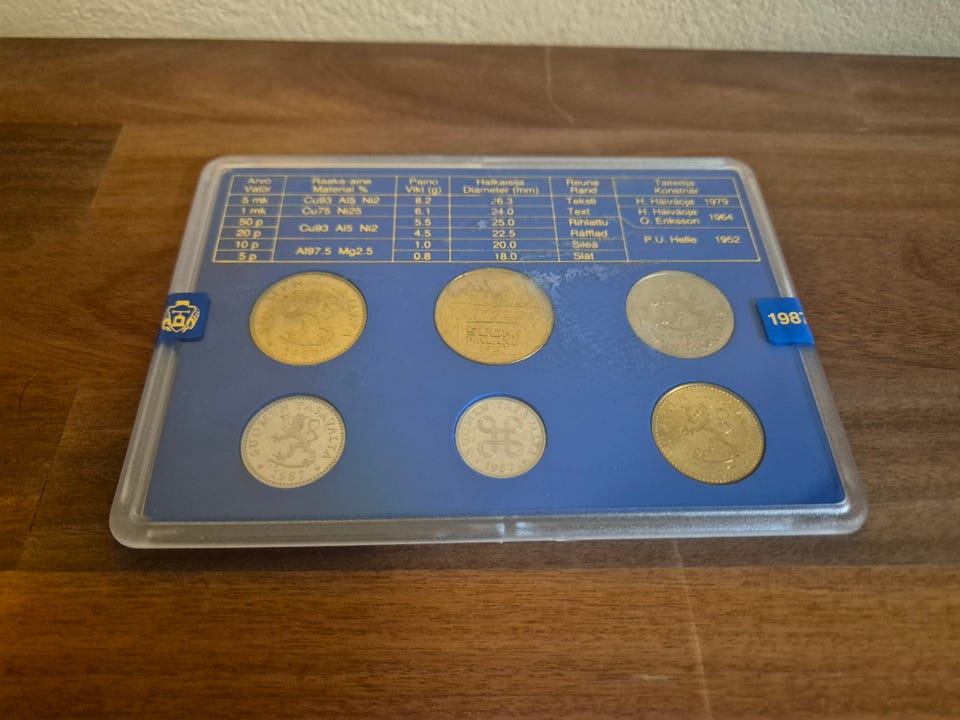 Arvo Valör Raaka-aine Material % Paino Vikt (g) Halkaisija Diameter (mm) Reuna Rand Taiteilija Konstnär
5 mk Cu93 Al5 Ni2 8.2 26.3 Teksti H. Häiväoja 1979
1 mk Cu75 Ni25 6.1 24.0 Text H. Häiväoja O. Eriksson 1964
50 p Cu93 Al5 Ni2 5.5 25.0 Rihlattu
20 p 4.5 22.5 Räfflad P.U. Helle 1952
10 p Al97.5 Mg2.5 1.0 20.0 Sileä
5 p 0.8 18.0 Slät
1987
SUOMI
FINLAND
SUOMEN TASAVALTA
1987
SUOMEN TASAVALTA
1987